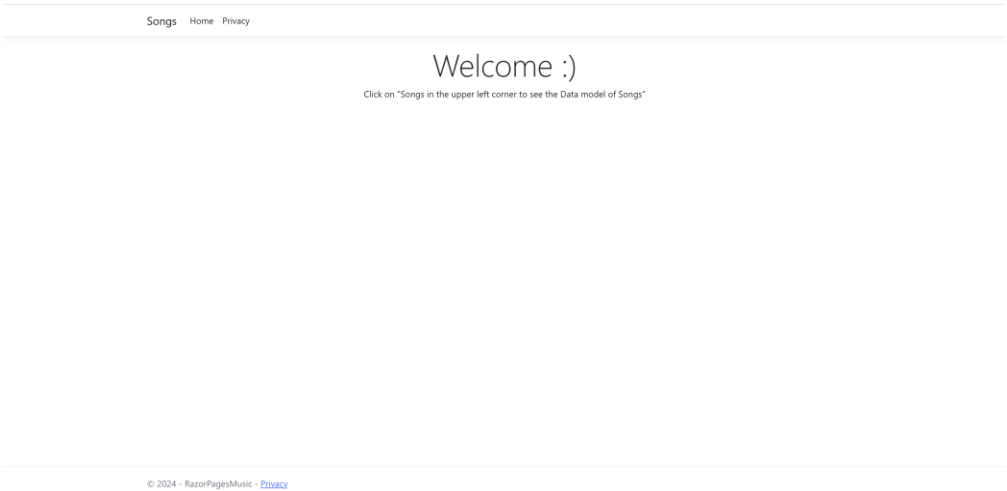 Songs Home Privacy
Welcome :)
Click on "Songs in the upper left corner to see the Data model of Songs"
© 2024 - RazorPagesMusic - Privacy